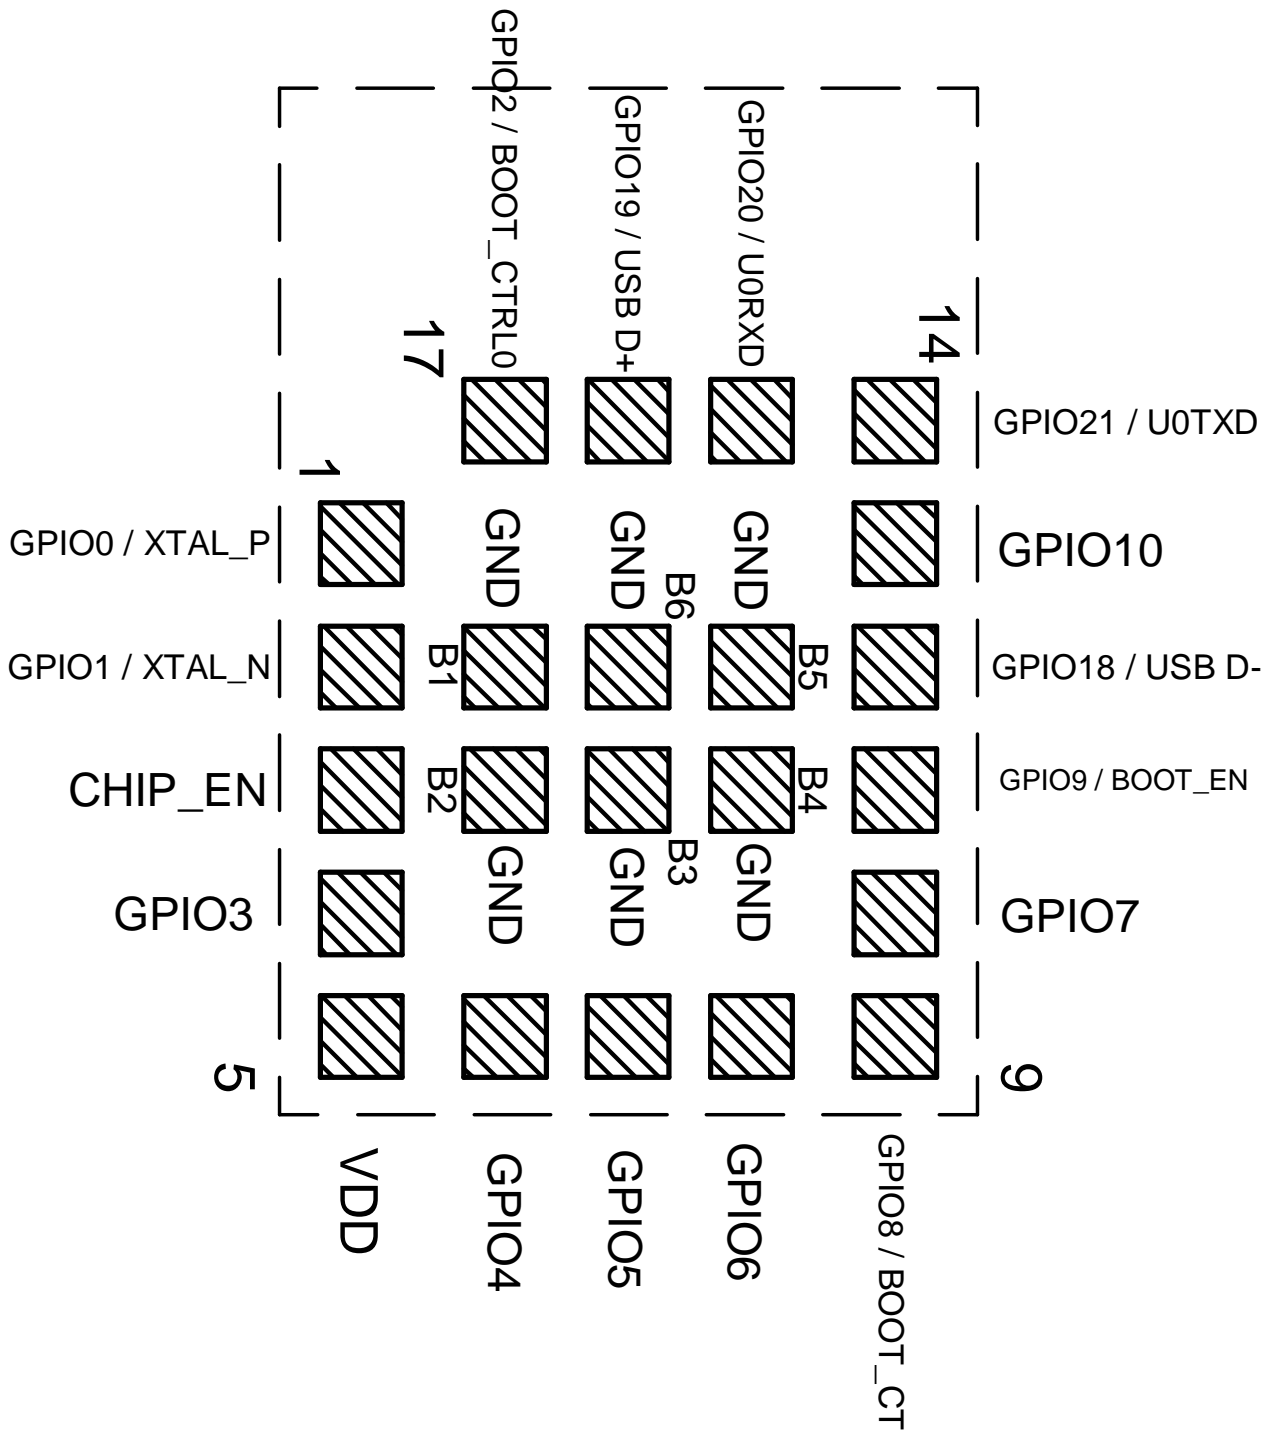 GPIO2 / BOOT_CTRL0
GPIO19 / USB D+
GPIO20 / U0RXD
17
14
GPIO21 / U0TXD
1
GPIO0 / XTAL_P
GND
GND
GND
GPIO10
B6
GPIO1 / XTAL_N
B1
B5
GPIO18 / USB D-
CHIP_EN
B2
B4
GPIO9 / BOOT_EN
B3
GPIO3
GND
GND
GND
GPIO7
5
9
VDD
GPIO4
GPIO5
GPIO6
GPIO8 / BOOT_CT